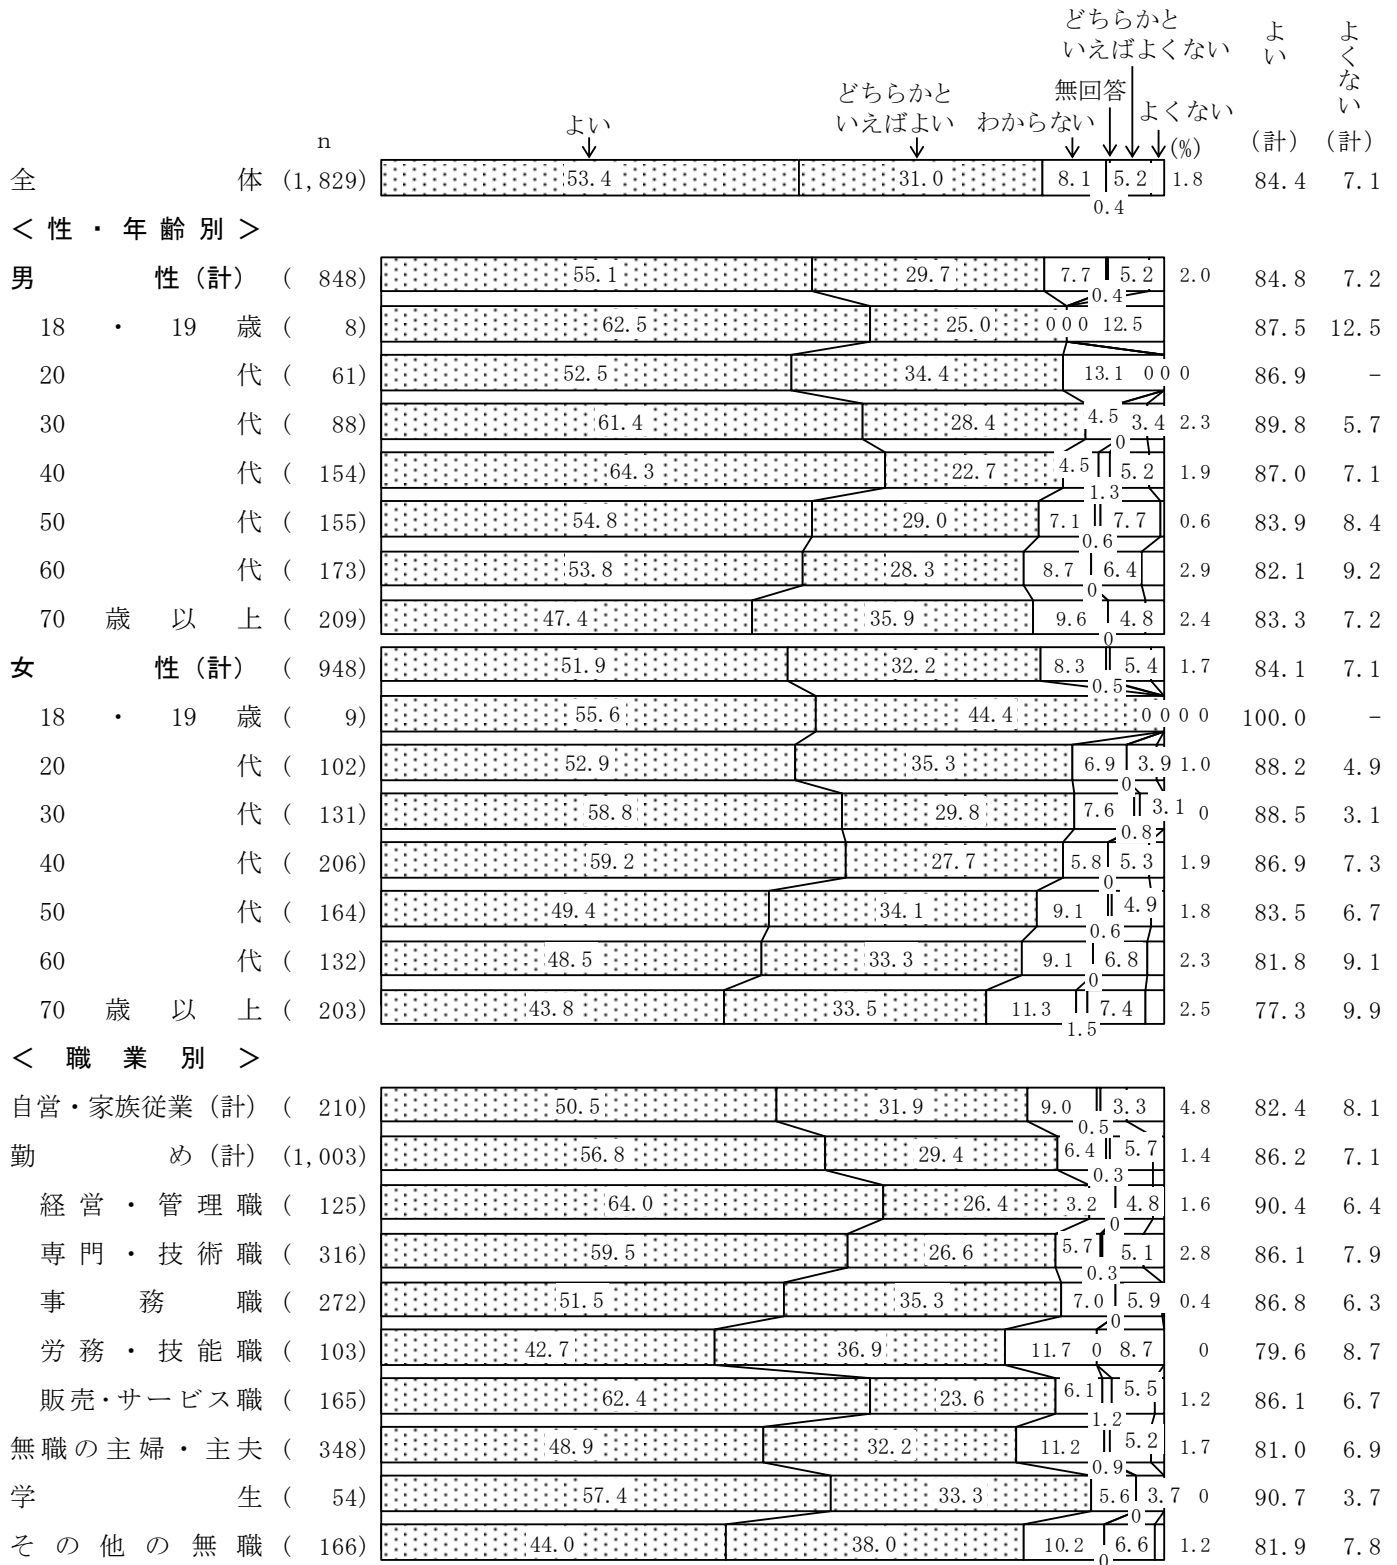 どちらかと
いえばよくない
よい
よくない
どちらかと
いえばよい
無回答
よい
わからない
よくない
n
(%)
(計) (計)
全体 (1,829) 53.4 31.0 8.1 5.2 1.8 84.4 7.1
0.4
＜性・年齢別＞
男性(計) (848) 55.1 29.7 7.7 5.2 2.0 84.8 7.2
0.4
18・19歳 (8) 62.5 25.0 0 0 0 12.5 87.5 12.5
20代 (61) 52.5 34.4 13.1 0 0 0 86.9 －
30代 (88) 61.4 28.4 4.5 3.4 2.3 89.8 5.7
0
40代 (154) 64.3 22.7 4.5 5.2 1.9 87.0 7.1
1.3
50代 (155) 54.8 29.0 7.1 7.7 0.6 83.9 8.4
0.6
60代 (173) 53.8 28.3 8.7 6.4 2.9 82.1 9.2
0
70歳以上 (209) 47.4 35.9 9.6 4.8 2.4 83.3 7.2
0
女性(計) (948) 51.9 32.2 8.3 5.4 1.7 84.1 7.1
0.5
18・19歳 (9) 55.6 44.4 0 0 0 0 100.0 －
20代 (102) 52.9 35.3 6.9 3.9 1.0 88.2 4.9
0
30代 (131) 58.8 29.8 7.6 3.1 0 88.5 3.1
0.8
40代 (206) 59.2 27.7 5.8 5.3 1.9 86.9 7.3
0
50代 (164) 49.4 34.1 9.1 4.9 1.8 83.5 6.7
0.6
60代 (132) 48.5 33.3 9.1 6.8 2.3 81.8 9.1
0
70歳以上 (203) 43.8 33.5 11.3 7.4 2.5 77.3 9.9
1.5
＜職業別＞
自営・家族従業(計) (210) 50.5 31.9 9.0 3.3 4.8 82.4 8.1
0.5
勤め(計) (1,003) 56.8 29.4 6.4 5.7 1.4 86.2 7.1
0.3
経営・管理職 (125) 64.0 26.4 3.2 4.8 1.6 90.4 6.4
0
専門・技術職 (316) 59.5 26.6 5.7 5.1 2.8 86.1 7.9
0.3
事務職 (272) 51.5 35.3 7.0 5.9 0.4 86.8 6.3
0
労務・技能職 (103) 42.7 36.9 11.7 0 8.7 0 79.6 8.7
販売・サービス職 (165) 62.4 23.6 6.1 5.5 1.2 86.1 6.7
1.2
無職の主婦・主夫 (348) 48.9 32.2 11.2 5.2 1.7 81.0 6.9
0.9
学生 (54) 57.4 33.3 5.6 3.7 0 90.7 3.7
0
その他の無職 (166) 44.0 38.0 10.2 6.6 1.2 81.9 7.8
0